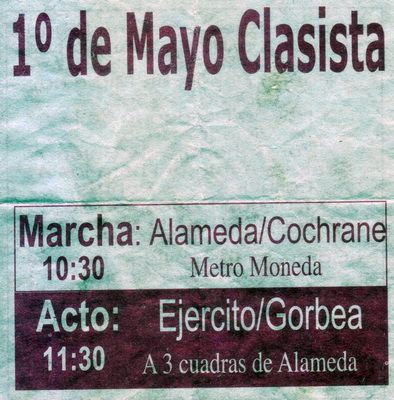 1º de Mayo Clasista
Marcha: Alameda/Cochrane
10:30 Metro Moneda
Acto: Ejercito/Gorbea
11:30 A 3 cuadras de Alameda